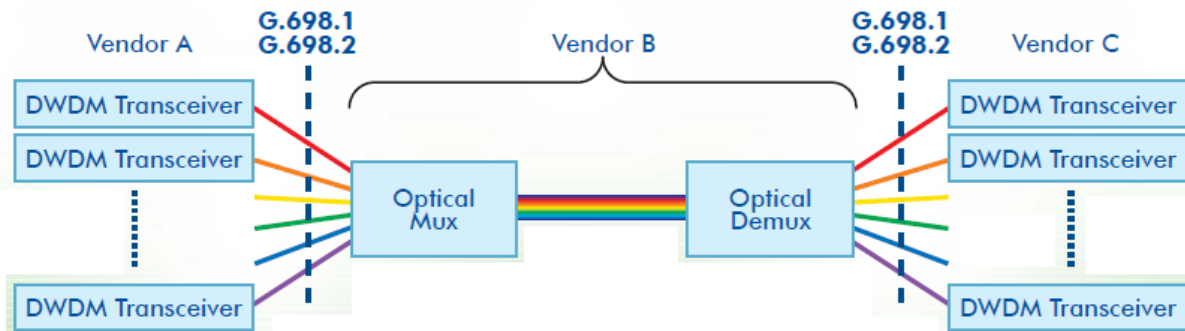 Vendor A
G.698.1
G.698.2
Vendor B
G.698.1
G.698.2
Vendor C
DWDM Transceiver
DWDM Transceiver
DWDM Transceiver
Optical
Mux
Optical
Demux
DWDM Transceiver
DWDM Transceiver
DWDM Transceiver